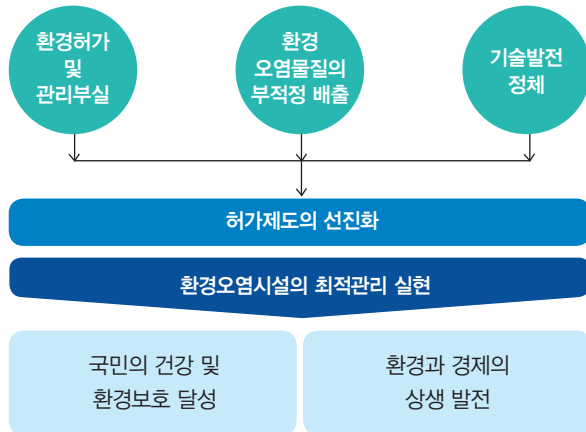 환경허가
및
관리부실
환경
오염물질의
부적정 배출
기술발전
정체
허가제도의 선진화
환경오염시설의 최적관리 실현
국민의 건강 및
환경보호 달성
환경과 경제의
상생 발전